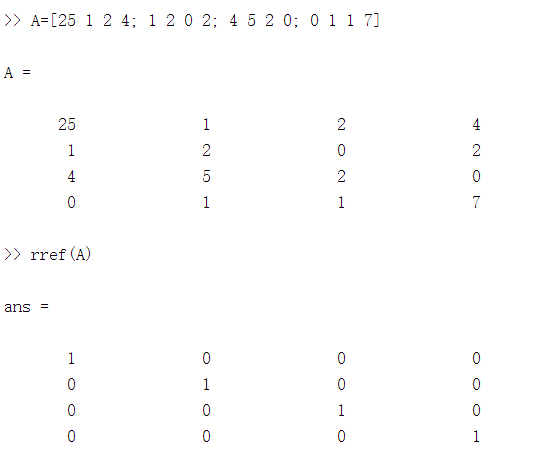 >> A=[25 1 2 4; 1 2 0 2; 4 5 2 0; 0 1 1 7]
A =
25 1 2 4
1 2 0 2
4 5 2 0
0 1 1 7
>> rref(A)
ans =
1 0 0 0
0 1 0 0
0 0 1 0
0 0 0 1